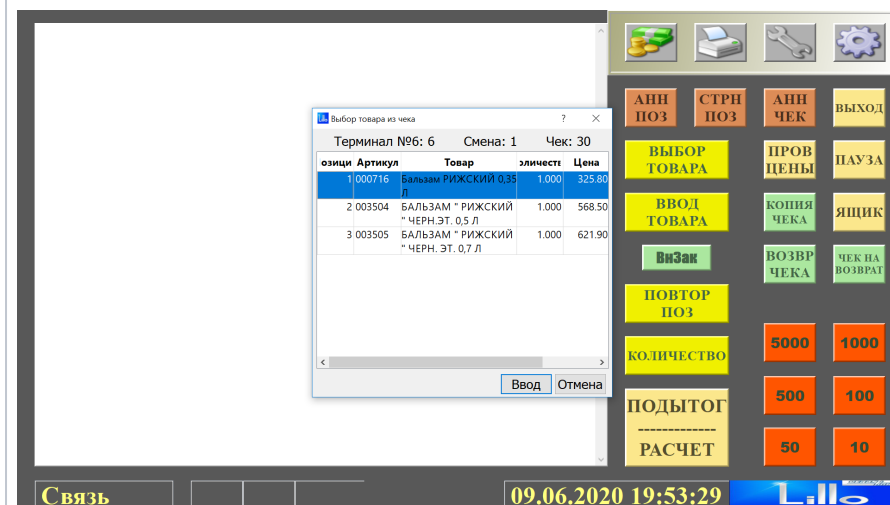 Выбор товара из чека ? ×
Терминал №6: 6 Смена: 1 Чек: 30
озици Артикул Товар оличеств Цена
1 000716 Бальзам РИЖСКИЙ 0,35 Л 1.000 325.80
2 003504 БАЛЬЗАМ " РИЖСКИЙ " ЧЕРН.ЭТ. 0,5 Л 1.000 568.50
3 003505 БАЛЬЗАМ " РИЖСКИЙ " ЧЕРН. ЭТ. 0,7 Л 1.000 621.90
Ввод Отмена
АНН ПОЗ
СТРН ПОЗ
АНН ЧЕК
ВЫХОД
ВЫБОР ТОВАРА
ПРОВ ЦЕНЫ
ПАУЗА
ВВОД ТОВАРА
КОПИЯ ЧЕКА
ЯЩИК
ВнЗак
ВОЗВР ЧЕКА
ЧЕК НА ВОЗВРАТ
ПОВТОР ПОЗ
КОЛИЧЕСТВО
5000
1000
ПОДЫТОГ
-------------
РАСЧЕТ
500
100
50
10
Связь
09.06.2020 19:53:29
Lillo